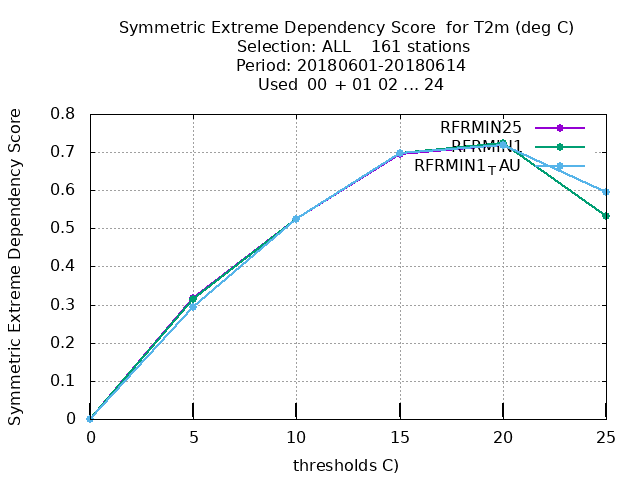 Symmetric Extreme Dependency Score for T2m (deg C)
Selection: ALL 161 stations
Period: 20180601-20180614
Used 00 + 01 02 ... 24
Symmetric Extreme Dependency Score
0.8
0.7
0.6
0.5
0.4
0.3
0.2
0.1
0
RFRMIN25
RFRMIN1
RFRMIN1TAU
0 5 10 15 20 25
thresholds C)